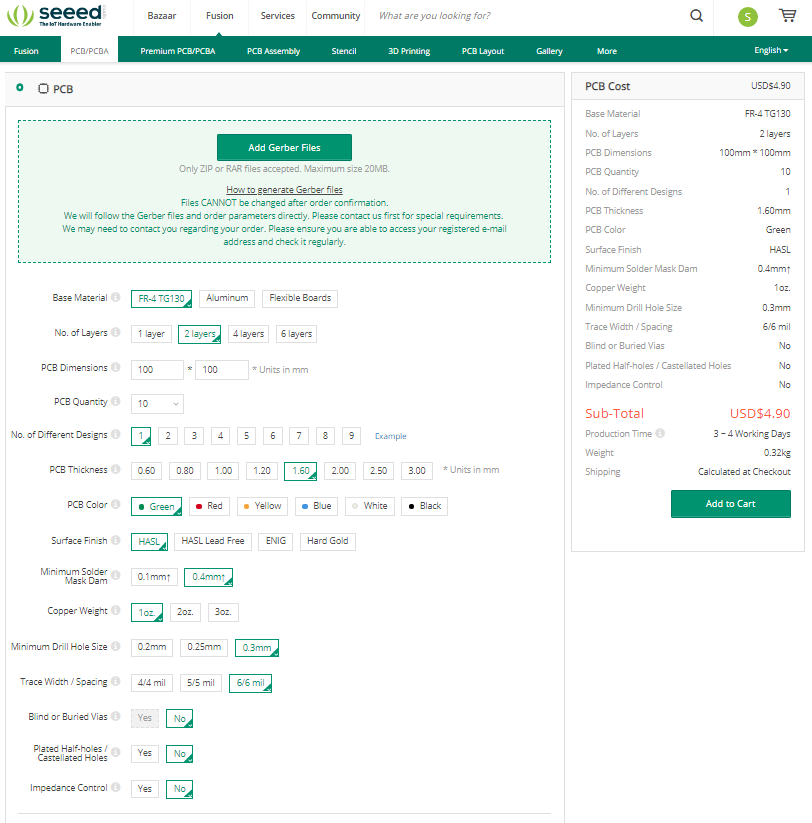 seeed
The IoT Hardware Enabler
Bazaar Fusion Services Community What are you looking for? S
Fusion PCB/PCBA Premium PCB/PCBA PCB Assembly Stencil 3D Printing PCB Layout Gallery More English
PCB
Add Gerber Files
Only ZIP or RAR files accepted. Maximum size 20MB.
How to generate Gerber files
Files CANNOT be changed after order confirmation.
We will follow the Gerber files and order parameters directly. Please contact us first for special requirements.
We may need to contact you regarding your order. Please ensure you are able to access your registered e-mail
address and check it regularly.
Base Material FR-4 TG130 Aluminum Flexible Boards
No. of Layers 1 layer 2 layers 4 layers 6 layers
PCB Dimensions 100 * 100 * Units in mm
PCB Quantity 10
No. of Different Designs 1 2 3 4 5 6 7 8 9 Example
PCB Thickness 0.60 0.80 1.00 1.20 1.60 2.00 2.50 3.00 * Units in mm
PCB Color Green Red Yellow Blue White Black
Surface Finish HASL HASL Lead Free ENIG Hard Gold
Minimum Solder
Mask Dam 0.1mm↑ 0.4mm↑
Copper Weight 1oz. 2oz. 3oz.
Minimum Drill Hole Size 0.2mm 0.25mm 0.3mm
Trace Width / Spacing 4/4 mil 5/5 mil 6/6 mil
Blind or Buried Vias Yes No
Plated Half-holes /
Castellated Holes Yes No
Impedance Control Yes No
PCB Cost USD$4.90
Base Material FR-4 TG130
No. of Layers 2 layers
PCB Dimensions 100mm * 100mm
PCB Quantity 10
No. of Different Designs 1
PCB Thickness 1.60mm
PCB Color Green
Surface Finish HASL
Minimum Solder Mask Dam 0.4mm↑
Copper Weight 1oz.
Minimum Drill Hole Size 0.3mm
Trace Width / Spacing 6/6 mil
Blind or Buried Vias No
Plated Half-holes / Castellated Holes No
Impedance Control No
Sub-Total USD$4.90
Production Time 3 – 4 Working Days
Weight 0.32kg
Shipping Calculated at Checkout
Add to Cart